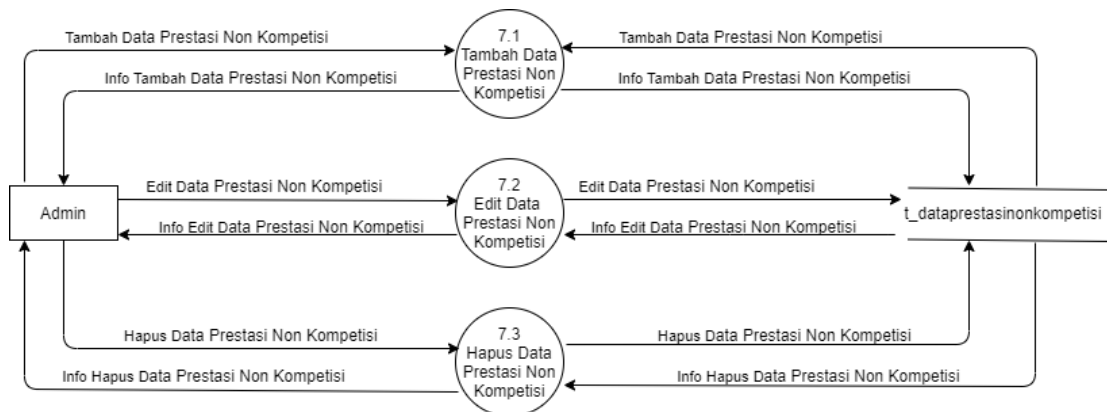 Tambah Data Prestasi Non Kompetisi
7.1
Tambah Data
Prestasi Non
Kompetisi
Tambah Data Prestasi Non Kompetisi
Info Tambah Data Prestasi Non Kompetisi
Info Tambah Data Prestasi Non Kompetisi
Admin
Edit Data Prestasi Non Kompetisi
7.2
Edit Data
Prestasi Non
Kompetisi
Edit Data Prestasi Non Kompetisi
t_dataprestasinonkompetisi
Info Edit Data Prestasi Non Kompetisi
Info Edit Data Prestasi Non Kompetisi
Hapus Data Prestasi Non Kompetisi
7.3
Hapus Data
Prestasi Non
Kompetisi
Hapus Data Prestasi Non Kompetisi
Info Hapus Data Prestasi Non Kompetisi
Info Hapus Data Prestasi Non Kompetisi